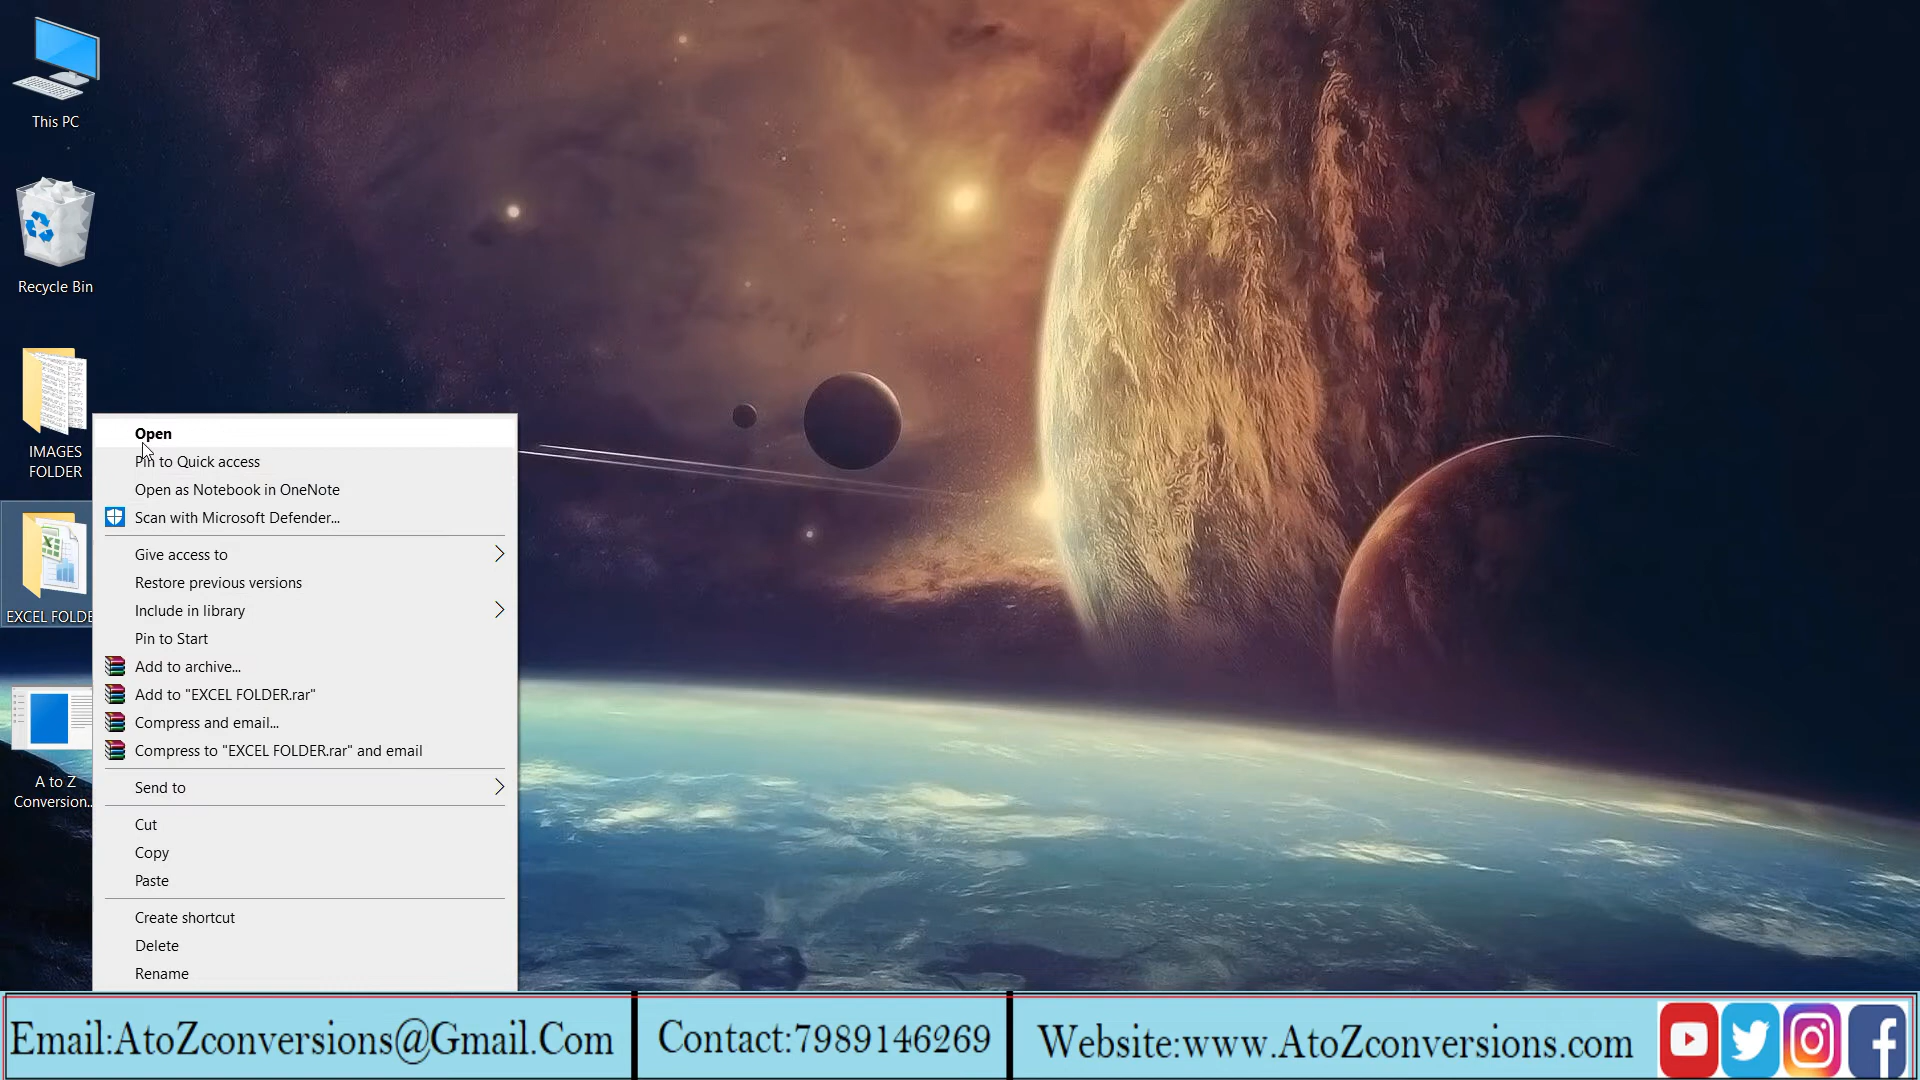 This PC
Recycle Bin
IMAGES
FOLDER
EXCEL FOLDE
A to Z
Conversion..
Open
Pin to Quick access
Open as Notebook in OneNote
Scan with Microsoft Defender...
Give access to
Restore previous versions
Include in library
Pin to Start
Add to archive...
Add to "EXCEL FOLDER.rar"
Compress and email...
Compress to "EXCEL FOLDER.rar" and email
Send to
Cut
Copy
Paste
Create shortcut
Delete
Rename
Email:AtoZconversions@Gmail.Com
Contact:7989146269
Website:www.AtoZconversions.com